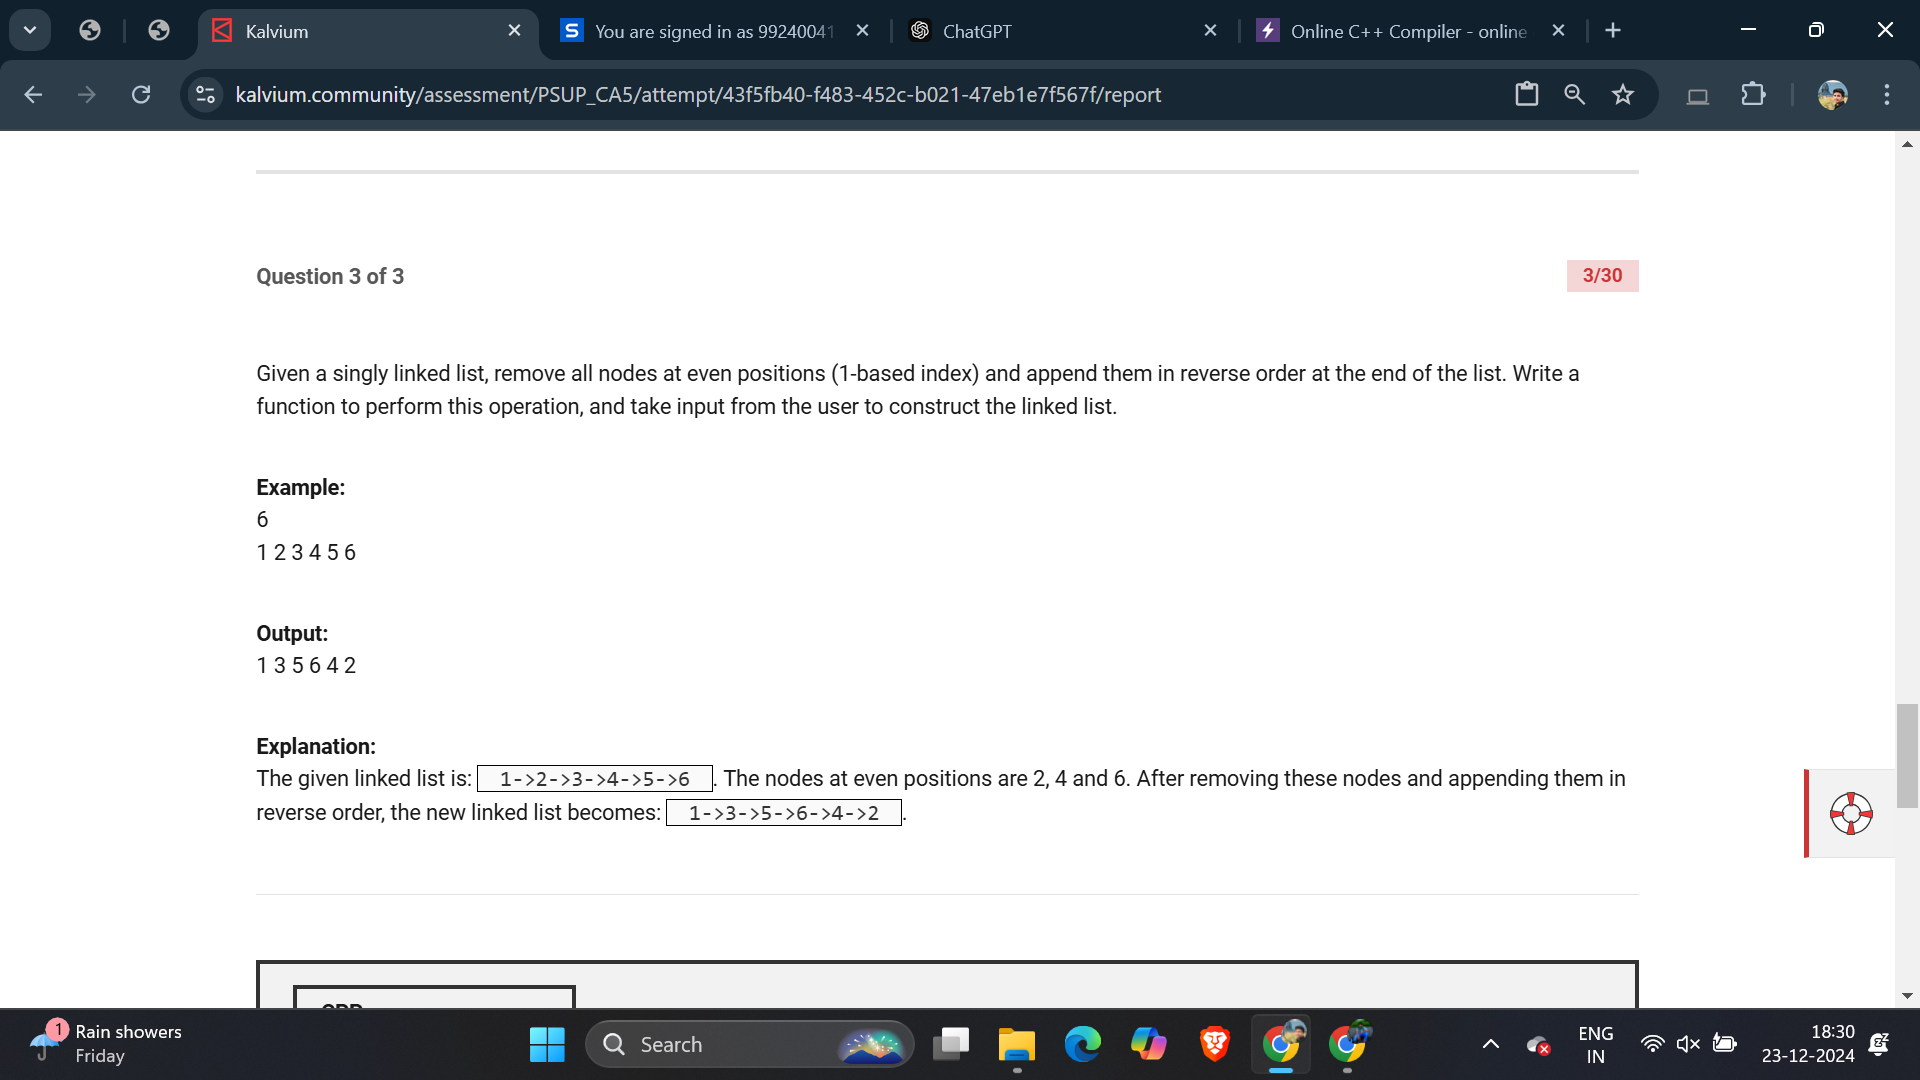 Kalvium
You are signed in as 99240041
ChatGPT
Online C++ Compiler - online
kalvium.community/assessment/PSUP_CA5/attempt/43f5fb40-f483-452c-b021-47eb1e7f567f/report
Question 3 of 3
3/30
Given a singly linked list, remove all nodes at even positions (1-based index) and append them in reverse order at the end of the list. Write a
function to perform this operation, and take input from the user to construct the linked list.
Example:
6
1 2 3 4 5 6
Output:
1 3 5 6 4 2
Explanation:
The given linked list is: 1->2->3->4->5->6 . The nodes at even positions are 2, 4 and 6. After removing these nodes and appending them in
reverse order, the new linked list becomes: 1->3->5->6->4->2 .
1
Rain showers
Friday
Search
ENG
IN
18:30
23-12-2024